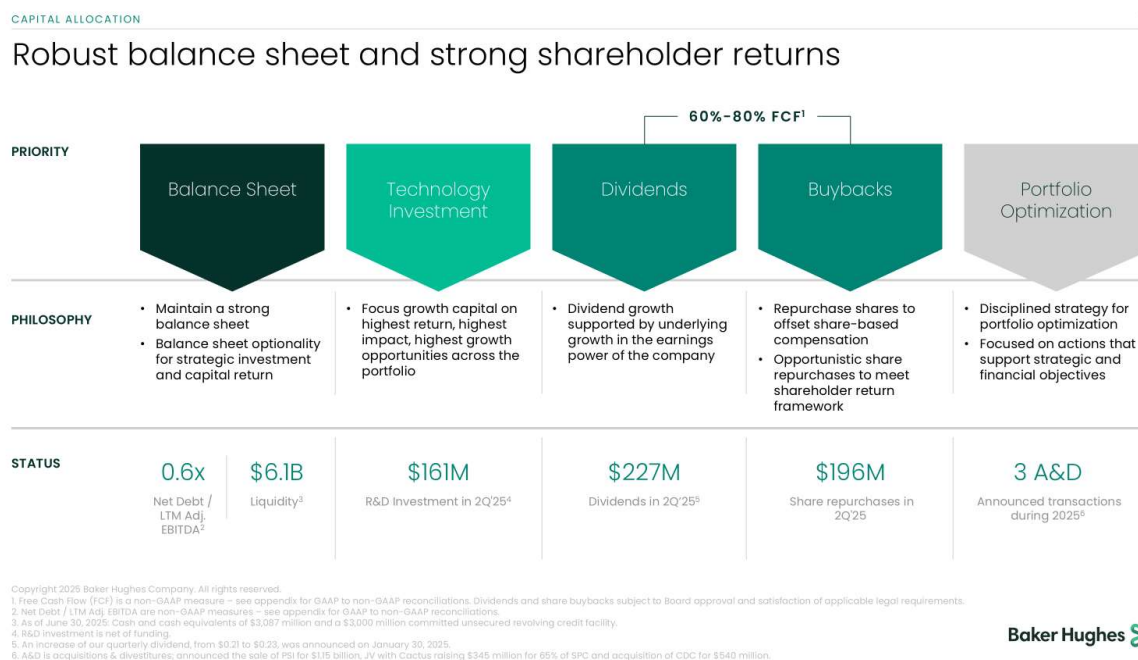 CAPITAL ALLOCATION
Robust balance sheet and strong shareholder returns
60%-80% FCF¹
PRIORITY
Balance Sheet
Technology
Investment
Dividends
Buybacks
Portfolio
Optimization
PHILOSOPHY
• Maintain a strong
balance sheet
• Balance sheet optionality
for strategic investment
and capital return
• Focus growth capital on
highest return, highest
impact, highest growth
opportunities across the
portfolio
• Dividend growth
supported by underlying
growth in the earnings
power of the company
• Repurchase shares to
offset share-based
compensation
• Opportunistic share
repurchases to meet
shareholder return
framework
• Disciplined strategy for
portfolio optimization
• Focused on actions that
support strategic and
financial objectives
STATUS
0.6x
Net Debt /
LTM Adj.
EBITDA²
$6.1B
Liquidity³
$161M
R&D Investment in 2Q'25⁴
$227M
Dividends in 2Q'25⁵
$196M
Share repurchases in
2Q'25
3 A&D
Announced transactions
during 2025⁶
Copyright 2025 Baker Hughes Company. All rights reserved.
1. Free Cash Flow (FCF) is a non-GAAP measure – see appendix for GAAP to non-GAAP reconciliations. Dividends and share buybacks subject to Board approval and satisfaction of applicable legal requirements.
2. Net Debt / LTM Adj. EBITDA are non-GAAP measures – see appendix for GAAP to non-GAAP reconciliations.
3. As of June 30, 2025: Cash and cash equivalents of $3,087 million and a $3,000 million committed unsecured revolving credit facility.
4. R&D investment is net of funding.
5. An increase of our quarterly dividend, from $0.21 to $0.23, was announced on January 30, 2025.
6. A&D is acquisitions & divestitures; announced the sale of PSI for $1.15 billion, JV with Cactus raising $345 million for 65% of SPC and acquisition of CDC for $540 million.
Baker Hughes